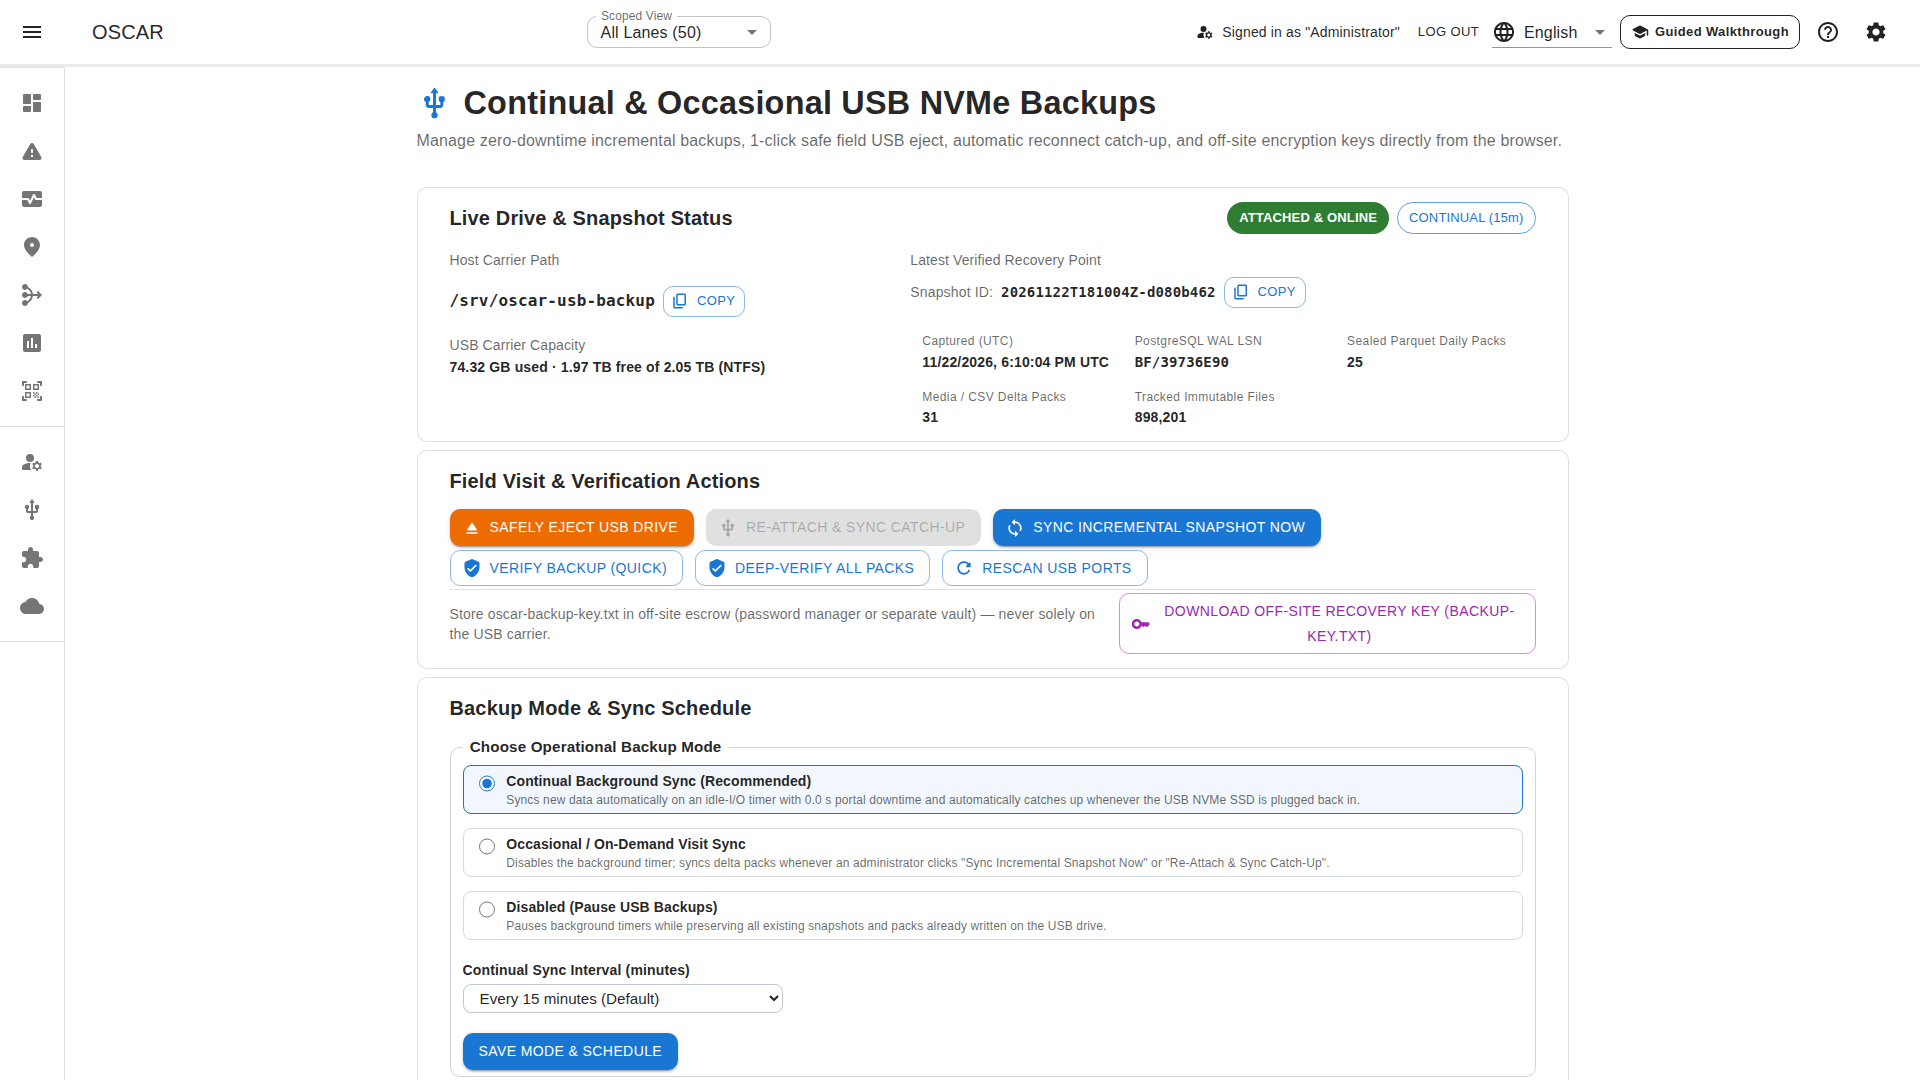 OSCAR
Scoped View
All Lanes (50)
Signed in as "Administrator"
LOG OUT
English
Guided Walkthrough
Continual & Occasional USB NVMe Backups
Manage zero-downtime incremental backups, 1-click safe field USB eject, automatic reconnect catch-up, and off-site encryption keys directly from the browser.
Live Drive & Snapshot Status
ATTACHED & ONLINE
CONTINUAL (15m)
Host Carrier Path
/srv/oscar-usb-backup
COPY
USB Carrier Capacity
74.32 GB used · 1.97 TB free of 2.05 TB (NTFS)
Latest Verified Recovery Point
Snapshot ID: 20261122T181004Z-d080b462
COPY
Captured (UTC)
11/22/2026, 6:10:04 PM UTC
PostgreSQL WAL LSN
BF/39736E90
Sealed Parquet Daily Packs
25
Media / CSV Delta Packs
31
Tracked Immutable Files
898,201
Field Visit & Verification Actions
SAFELY EJECT USB DRIVE
RE-ATTACH & SYNC CATCH-UP
SYNC INCREMENTAL SNAPSHOT NOW
VERIFY BACKUP (QUICK)
DEEP-VERIFY ALL PACKS
RESCAN USB PORTS
Store oscar-backup-key.txt in off-site escrow (password manager or separate vault) — never solely on
the USB carrier.
DOWNLOAD OFF-SITE RECOVERY KEY (BACKUP-
KEY.TXT)
Backup Mode & Sync Schedule
Choose Operational Backup Mode
Continual Background Sync (Recommended)
Syncs new data automatically on an idle-I/O timer with 0.0 s portal downtime and automatically catches up whenever the USB NVMe SSD is plugged back in.
Occasional / On-Demand Visit Sync
Disables the background timer; syncs delta packs whenever an administrator clicks "Sync Incremental Snapshot Now" or "Re-Attach & Sync Catch-Up".
Disabled (Pause USB Backups)
Pauses background timers while preserving all existing snapshots and packs already written on the USB drive.
Continual Sync Interval (minutes)
Every 15 minutes (Default)
SAVE MODE & SCHEDULE